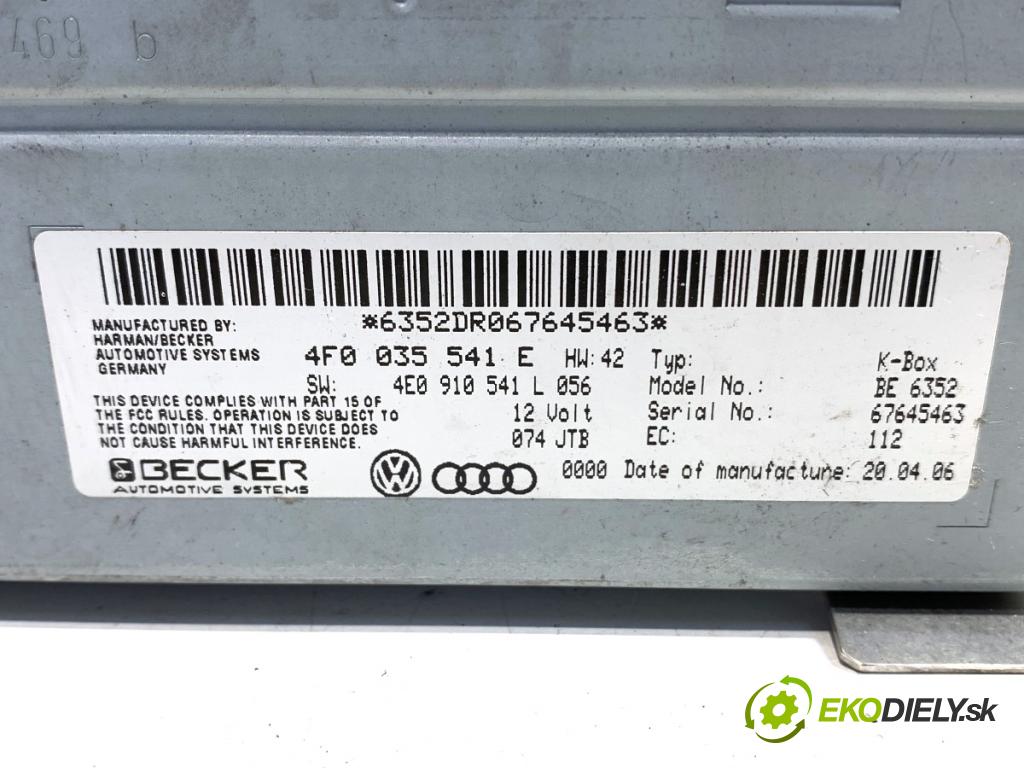 469 b
*6352DR067645463*
MANUFACTURED BY:
HARMAN/BECKER
AUTOMOTIVE SYSTEMS
GERMANY
4F0 035 541 E HW: 42 Typ: K-Box
SW: 4E0 910 541 L 056 Model No.: BE 6352
12 Volt Serial No.: 67645463
074 JTB EC: 112
THIS DEVICE COMPLIES WITH PART 15 OF
THE FCC RULES. OPERATION IS SUBJECT TO
THE CONDITION THAT THIS DEVICE DOES
NOT CAUSE HARMFUL INTERFERENCE.
BECKER
AUTOMOTIVE SYSTEMS
VW
0000 Date of manufacture: 20.04.06
EKODIELY.sk